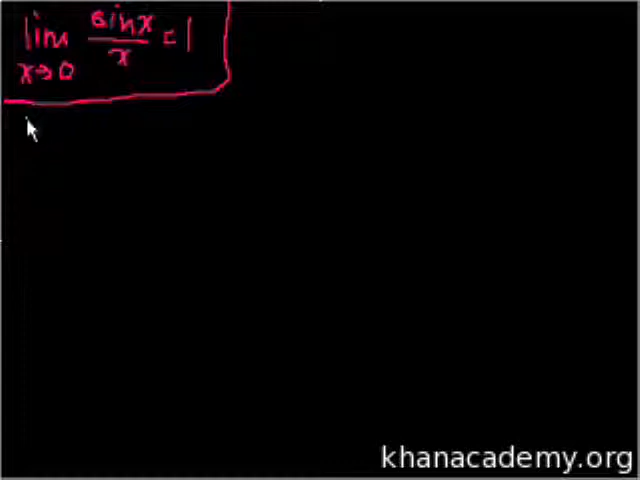 lim sinx/x = 1
x→0
khanacademy.org